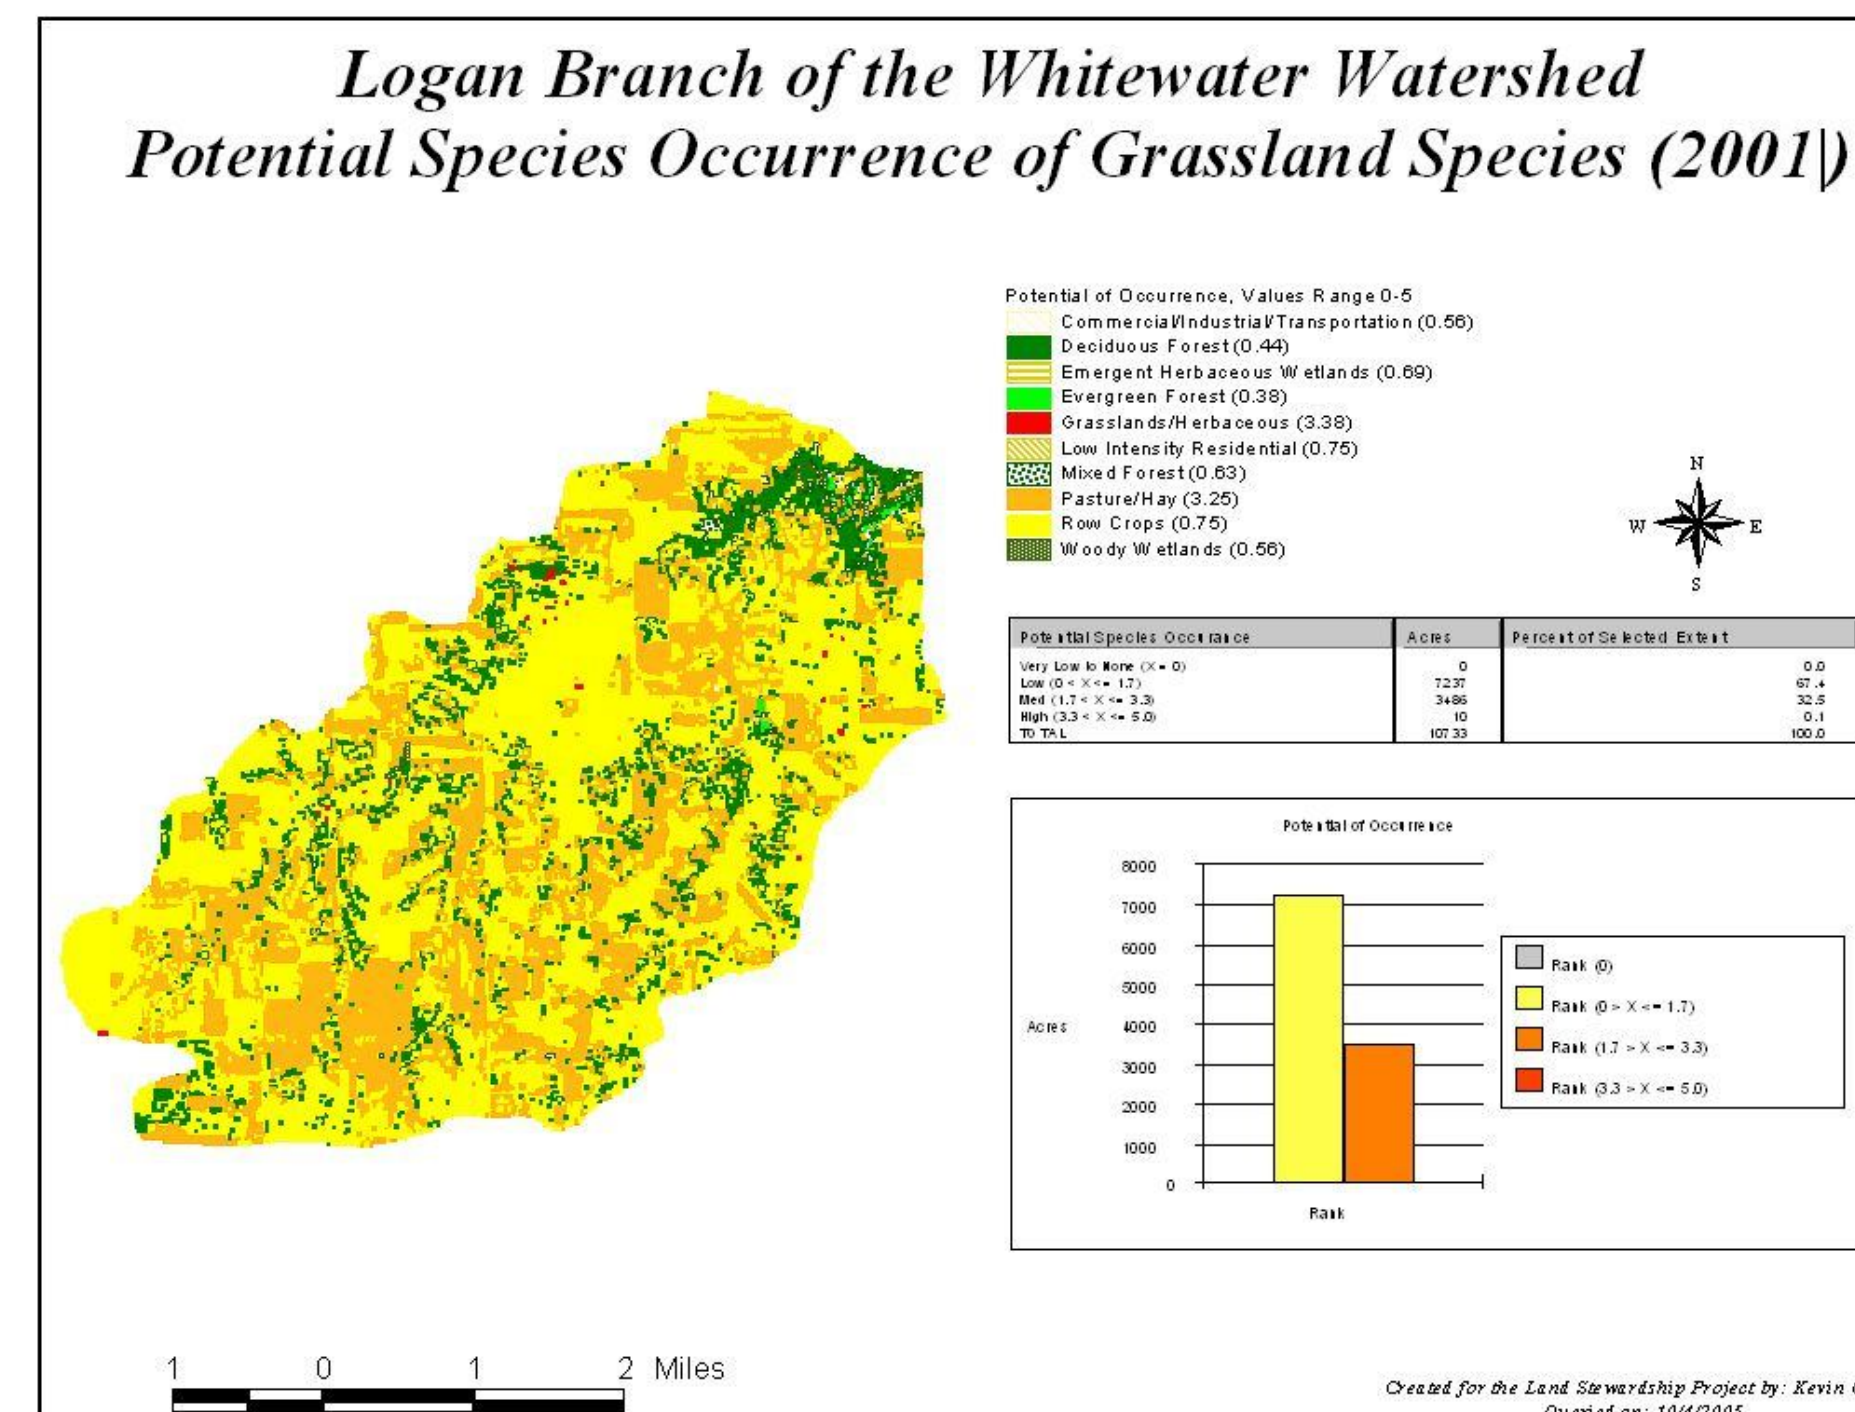 Logan Branch of the Whitewater Watershed
Potential Species Occurrence of Grassland Species (2001|)
Potential of Occurrence, Values Range 0-5
Commercial/Industrial/Transportation (0.56)
Deciduous Forest (0.44)
Emergent Herbaceous Wetlands (0.69)
Evergreen Forest (0.38)
Grasslands/Herbaceous (3.38)
Low Intensity Residential (0.75)
Mixed Forest (0.63)
Pasture/Hay (3.25)
Row Crops (0.75)
Woody Wetlands (0.56)
N
W E
S
Potential Species Occurance Acres Percent of Selected Extent
Very Low to None (X = 0) 0 0.0
Low (0 < X <= 1.7) 7237 67.4
Med (1.7 < X <= 3.3) 3486 32.5
High (3.3 < X <= 5.0) 10 0.1
TOTAL 10733 100.0
Potential of Occurrence
8000
7000
6000
5000
Acres 4000
3000
2000
1000
0
Rank
Rank (0)
Rank (0 > X <= 1.7)
Rank (1.7 > X <= 3.3)
Rank (3.3 > X <= 5.0)
1 0 1 2 Miles
Created for the Land Stewardship Project by: Kevin
Queried on: 10/4/2005